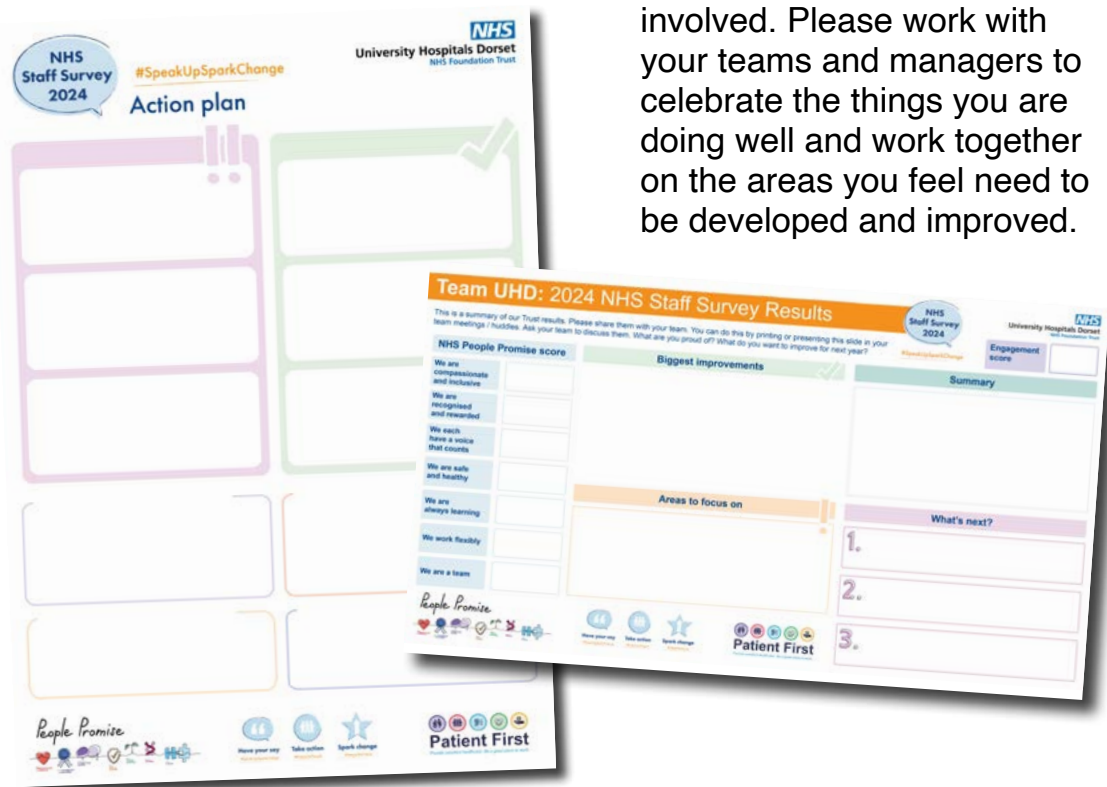 involved. Please work with
your teams and managers to
celebrate the things you are
doing well and work together
on the areas you feel need to
be developed and improved.
NHS
Staff Survey
2024
#SpeakUpSparkChange
Action plan
NHS
University Hospitals Dorset
NHS Foundation Trust
People Promise
Have your say
Take action
Spark change
Patient First
Team UHD: 2024 NHS Staff Survey Results
This is a summary of our Trust results. Please share them with your team. You can do this by printing or presenting this slide in your
team meetings / huddles. Ask your team to discuss them. What are you proud of? What do you want to improve for next year?
NHS
Staff Survey
2024
#SpeakUpSparkChange
NHS
University Hospitals Dorset
NHS Foundation Trust
Engagement
score
NHS People Promise score
We are
compassionate
and inclusive
We are
recognised
and rewarded
We each
have a voice
that counts
We are safe
and healthy
We are
always learning
We work flexibly
We are a team
Biggest improvements
Areas to focus on
Summary
What's next?
1.
2.
3.
People Promise
Have your say
Take action
Spark change
Patient First